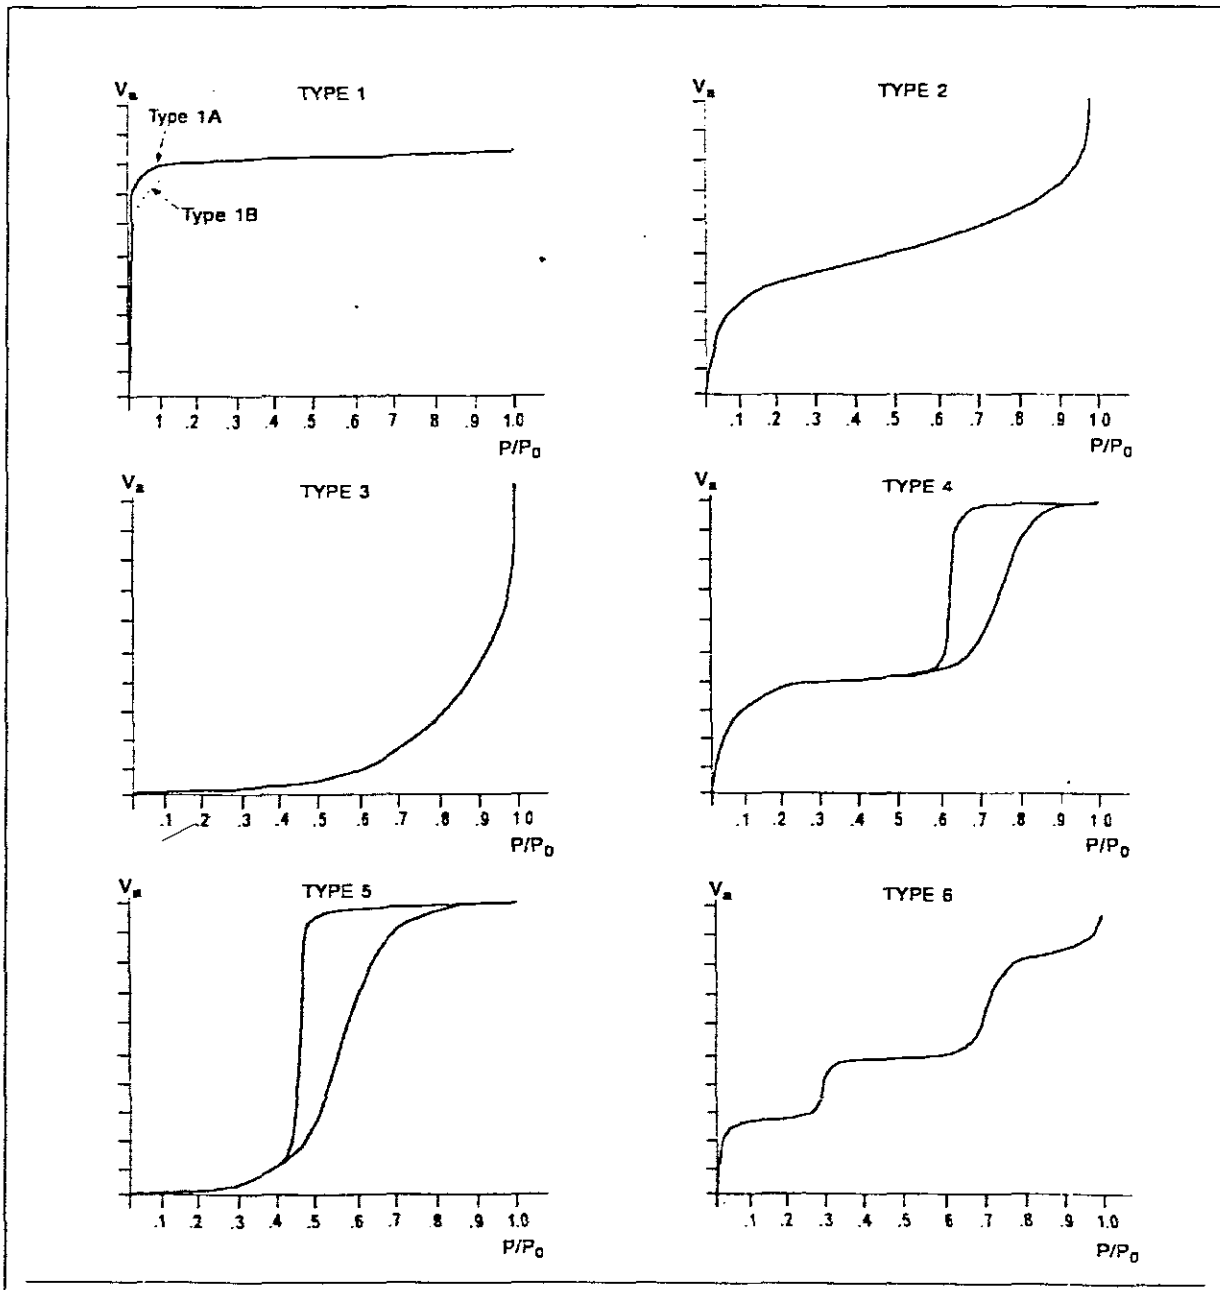 Vₐ TYPE 1
Type 1A
Type 1B
1 .2 .3 .4 .5 .6 7 8 .9 1.0
P/P₀
Vₐ TYPE 2
.1 .2 .3 .4 .5 .6 .7 .8 .9 1 0
P/P₀
Vₐ TYPE 3
.1 .2 .3 .4 .5 .6 .7 .8 .9 1 0
P/P₀
Vₐ TYPE 4
.1 .2 .3 .4 5 .6 .7 .8 .9 1 0
P/P₀
Vₐ TYPE 5
.1 .2 .3 .4 .5 .6 .7 .8 .9 1.0
P/P₀
Vₐ TYPE 6
.1 .2 .3 .4 5 .6 .7 .8 .9 1.0
P/P₀